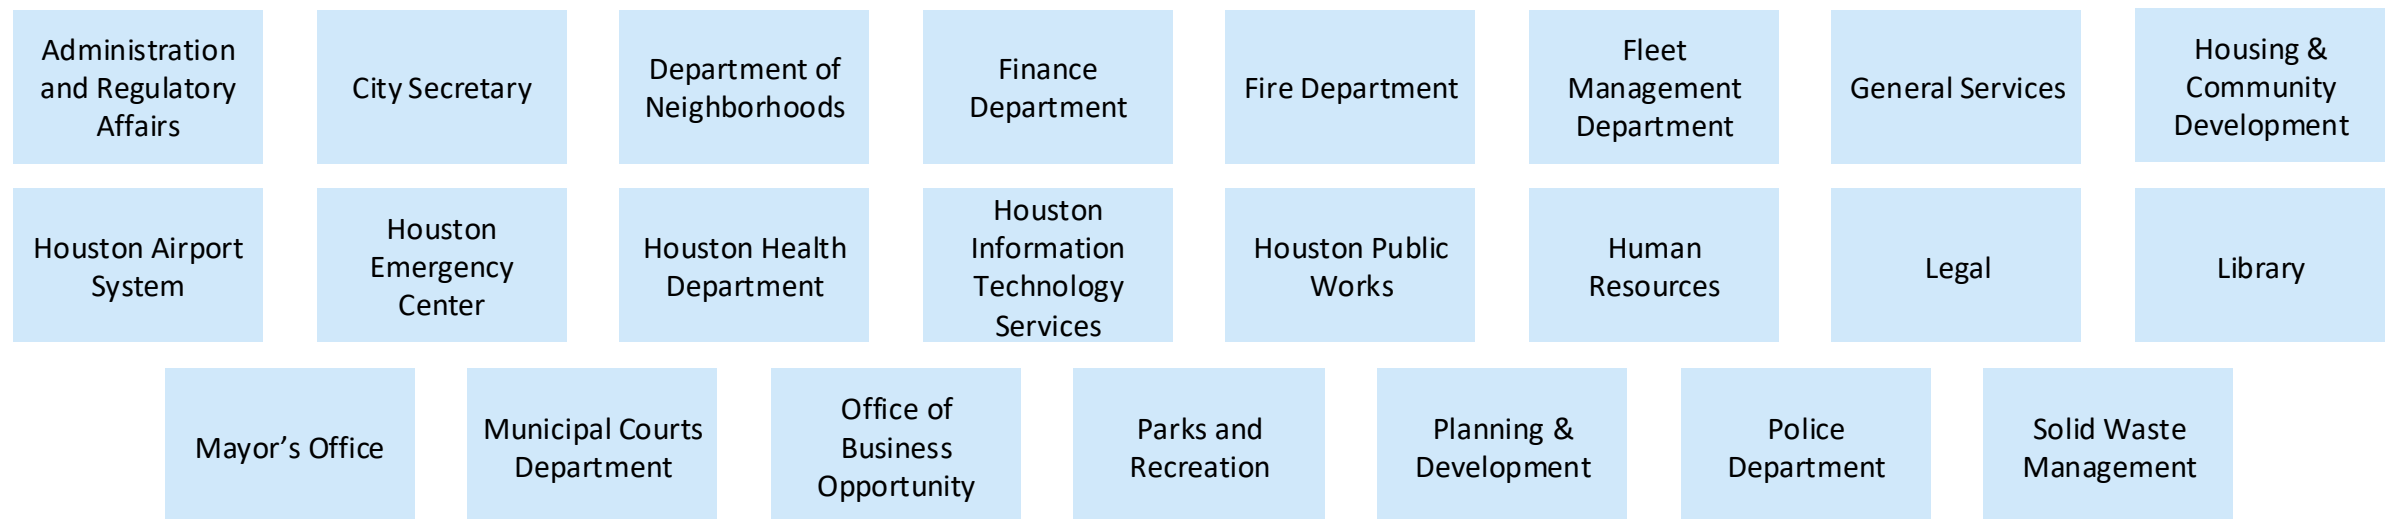 Administration
and Regulatory
Affairs
City Secretary
Department of
Neighborhoods
Finance
Department
Fire Department
Fleet
Management
Department
General Services
Housing &
Community
Development
Houston Airport
System
Houston
Emergency
Center
Houston Health
Department
Houston
Information
Technology
Services
Houston Public
Works
Human
Resources
Legal
Library
Mayor’s Office
Municipal Courts
Department
Office of
Business
Opportunity
Parks and
Recreation
Planning &
Development
Police
Department
Solid Waste
Management